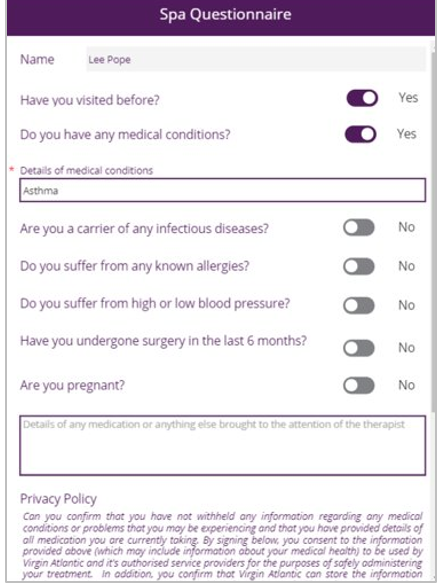 Spa Questionnaire
Name Lee Pope
Have you visited before? Yes
Do you have any medical conditions? Yes
* Details of medical conditions
Asthma
Are you a carrier of any infectious diseases? No
Do you suffer from any known allergies? No
Do you suffer from high or low blood pressure? No
Have you undergone surgery in the last 6 months? No
Are you pregnant? No
Details of any medication or anything else brought to the attention of the therapist
Privacy Policy
Can you confirm that you have not withheld any information regarding any medical
conditions or problems that you may be experiencing and that you have provided details of
all medication you are currently taking. By signing below, you consent to the information
provided above (which may include information about your medical health) to be used by
Virgin Atlantic and it's authorised service providers for the purposes of safely administering
your treatment. In addition, you confirm that Virgin Atlantic can store the information